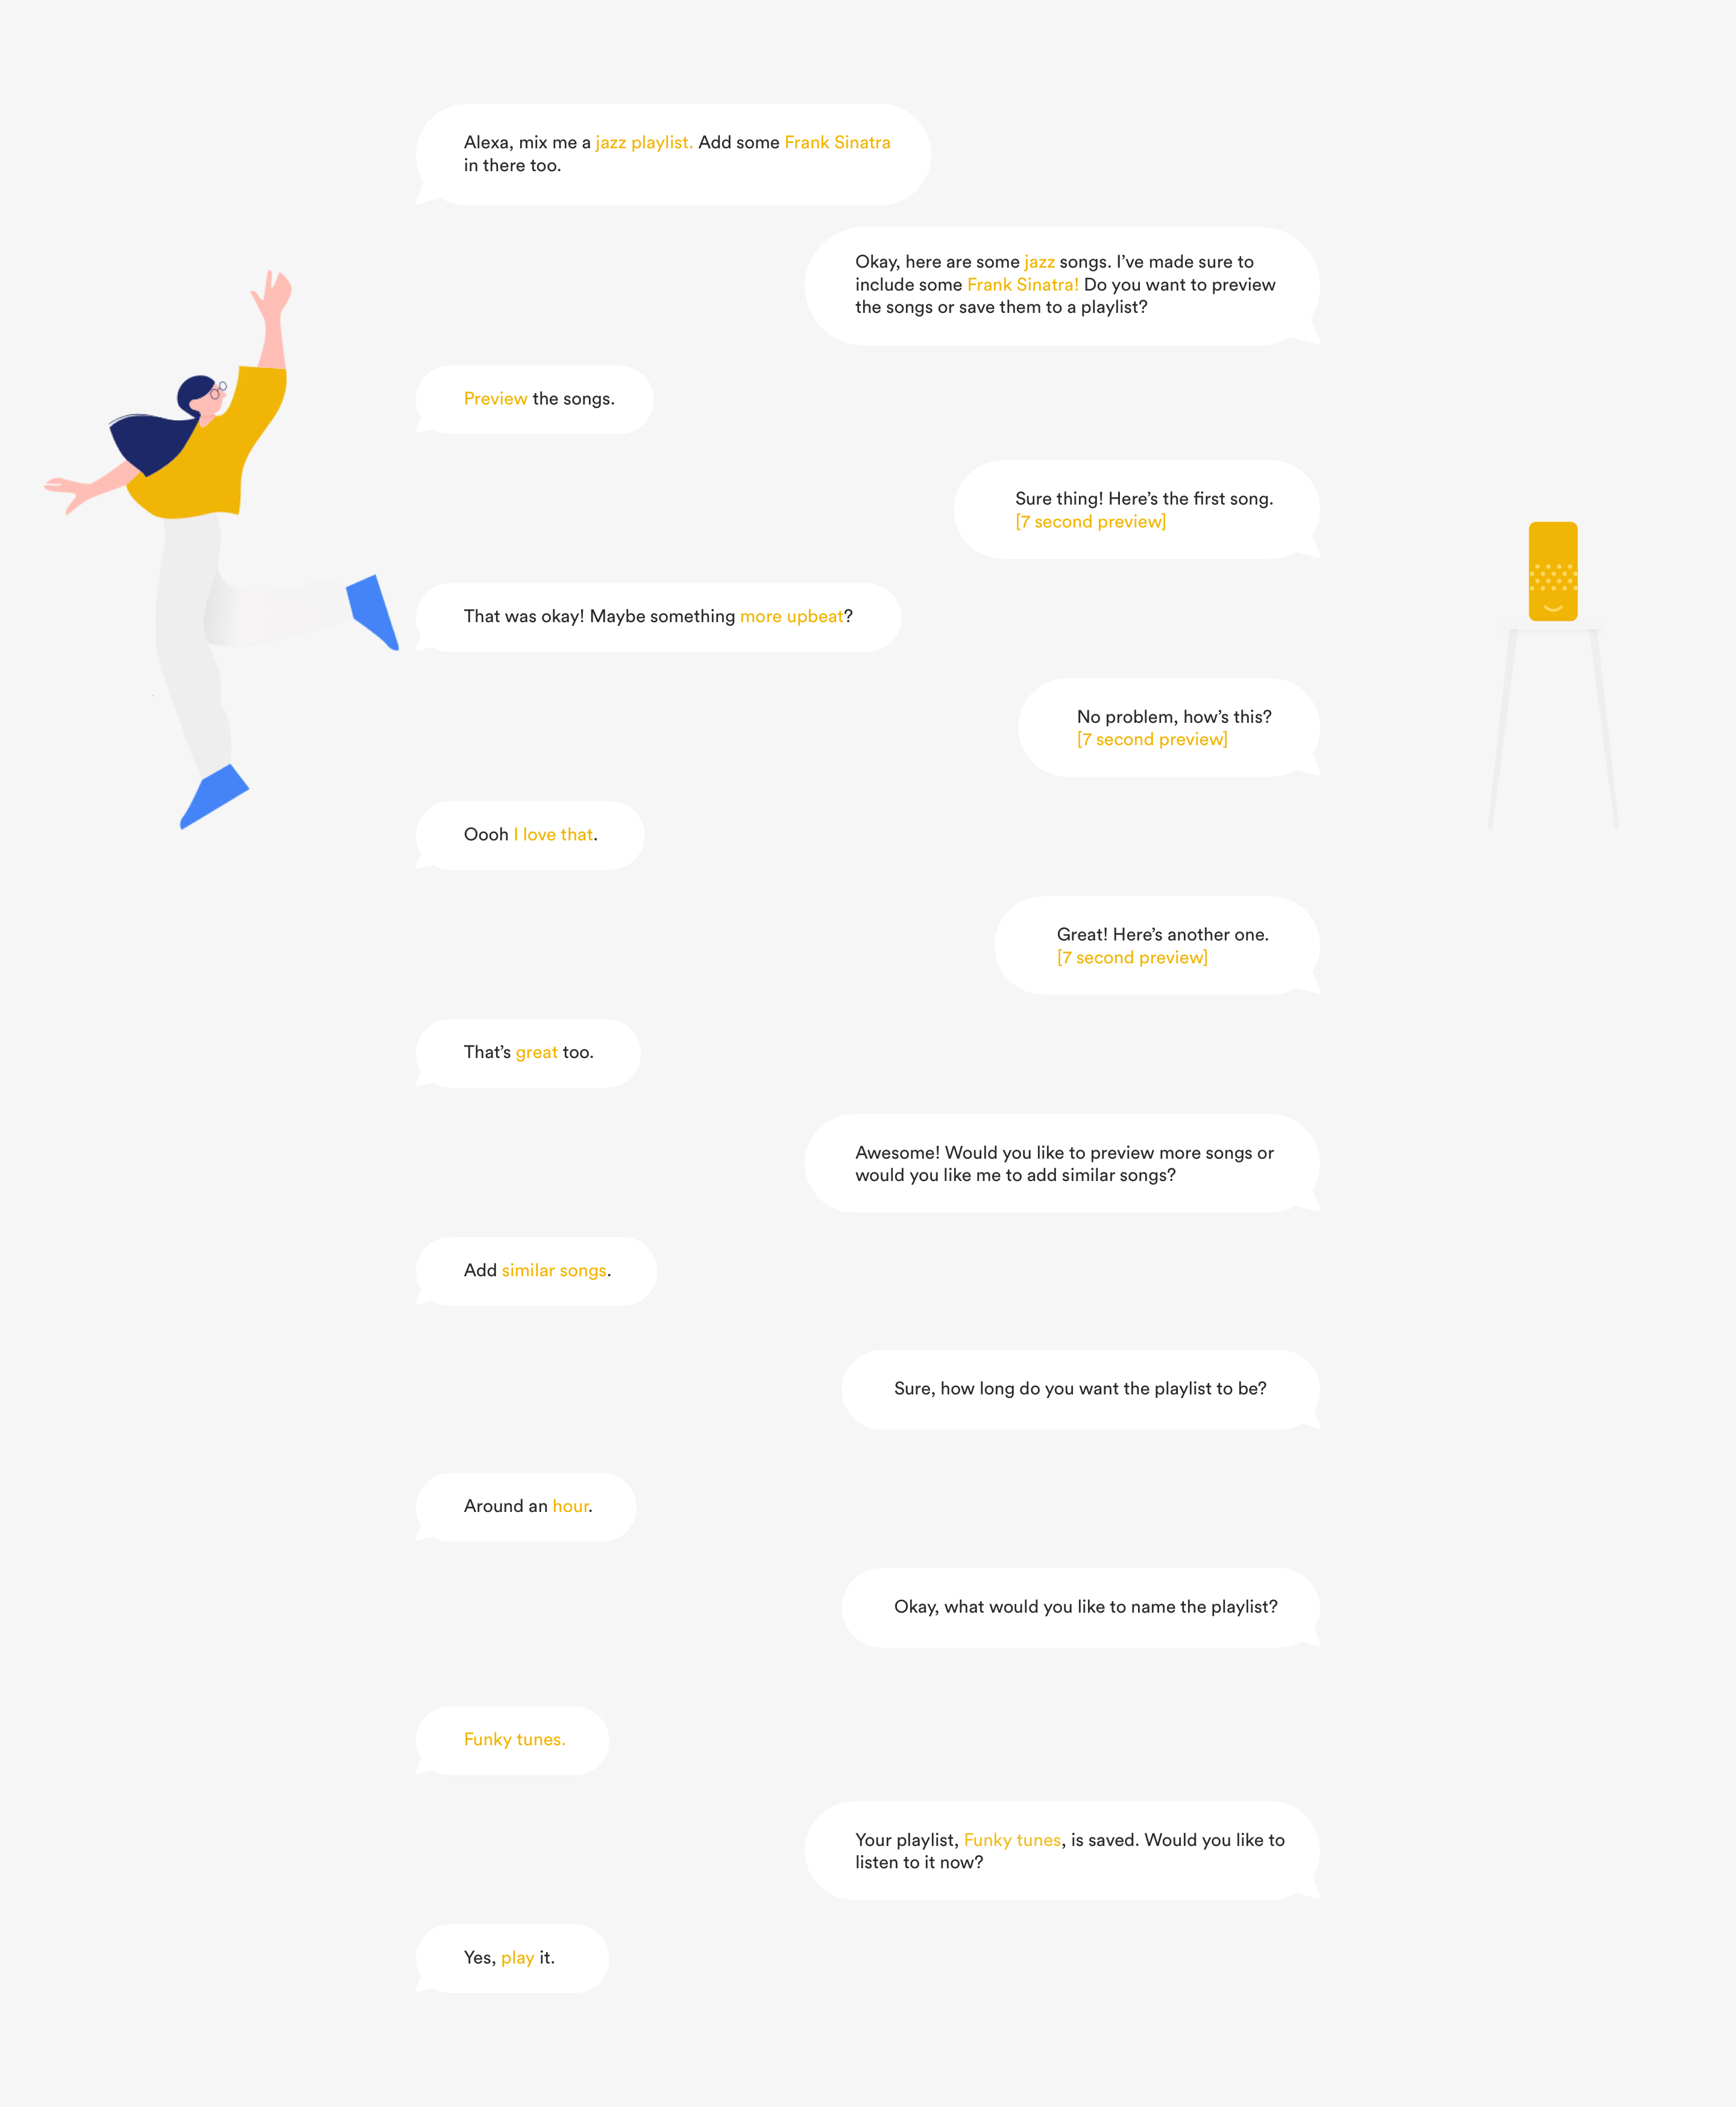 Alexa, mix me a jazz playlist. Add some Frank Sinatra
in there too.
Okay, here are some jazz songs. I’ve made sure to
include some Frank Sinatra! Do you want to preview
the songs or save them to a playlist?
Preview the songs.
Sure thing! Here’s the first song.
[7 second preview]
That was okay! Maybe something more upbeat?
No problem, how’s this?
[7 second preview]
Oooh I love that.
Great! Here’s another one.
[7 second preview]
That’s great too.
Awesome! Would you like to preview more songs or
would you like me to add similar songs?
Add similar songs.
Sure, how long do you want the playlist to be?
Around an hour.
Okay, what would you like to name the playlist?
Funky tunes.
Your playlist, Funky tunes, is saved. Would you like to
listen to it now?
Yes, play it.